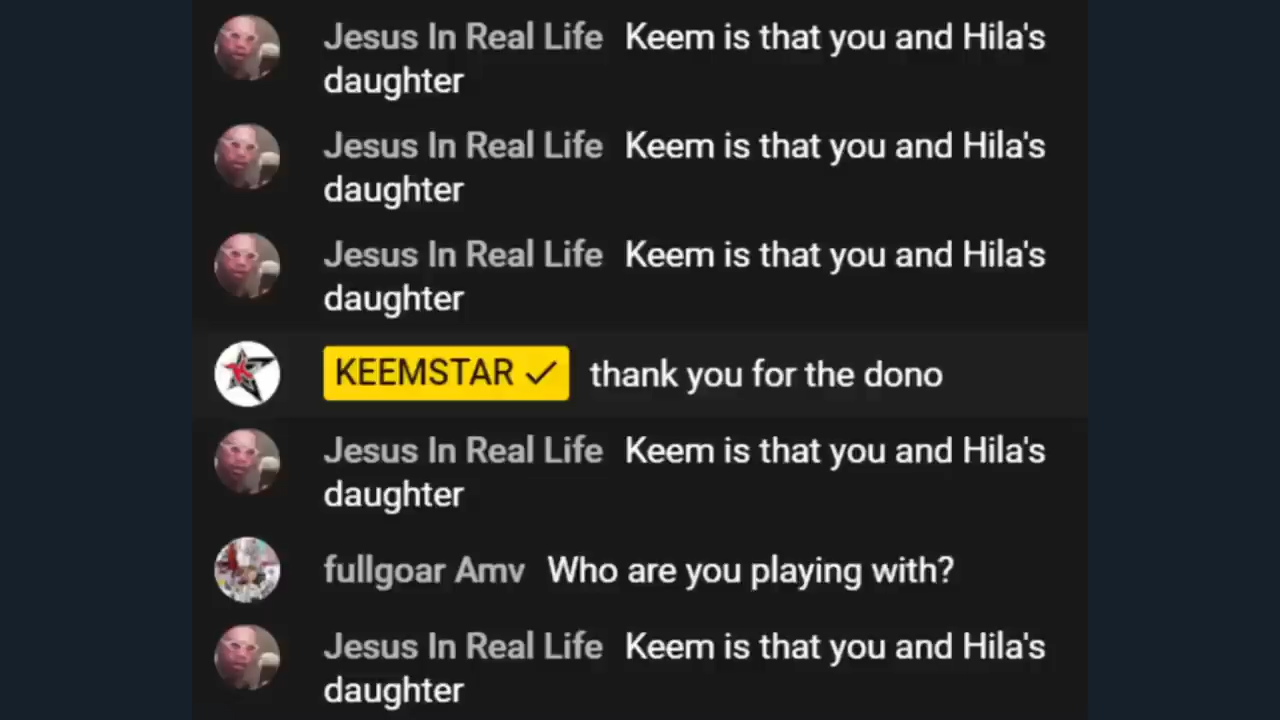 Jesus In Real Life Keem is that you and Hila's
daughter
Jesus In Real Life Keem is that you and Hila's
daughter
Jesus In Real Life Keem is that you and Hila's
daughter
KEEMSTAR ✓ thank you for the dono
Jesus In Real Life Keem is that you and Hila's
daughter
fullgoar Amv Who are you playing with?
Jesus In Real Life Keem is that you and Hila's
daughter